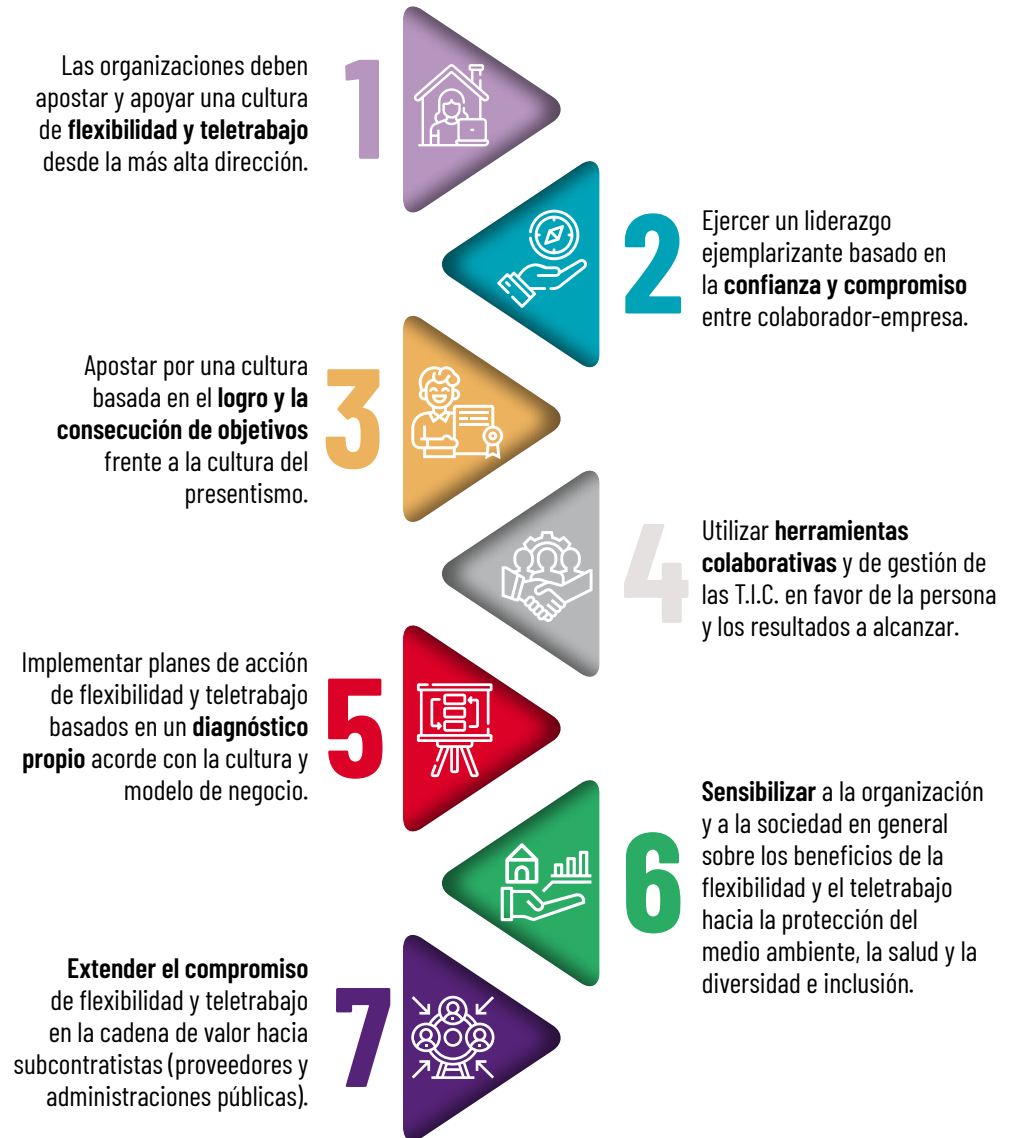 1
Las organizaciones deben
apostar y apoyar una cultura
de flexibilidad y teletrabajo
desde la más alta dirección.
2
Ejercer un liderazgo
ejemplarizante basado en
la confianza y compromiso
entre colaborador-empresa.
3
Apostar por una cultura
basada en el logro y la
consecución de objetivos
frente a la cultura del
presentismo.
4
Utilizar herramientas
colaborativas y de gestión de
las T.I.C. en favor de la persona
y los resultados a alcanzar.
5
Implementar planes de acción
de flexibilidad y teletrabajo
basados en un diagnóstico
propio acorde con la cultura y
modelo de negocio.
6
Sensibilizar a la organización
y a la sociedad en general
sobre los beneficios de la
flexibilidad y el teletrabajo
hacia la protección del
medio ambiente, la salud y la
diversidad e inclusión.
7
Extender el compromiso
de flexibilidad y teletrabajo
en la cadena de valor hacia
subcontratistas (proveedores y
administraciones públicas).